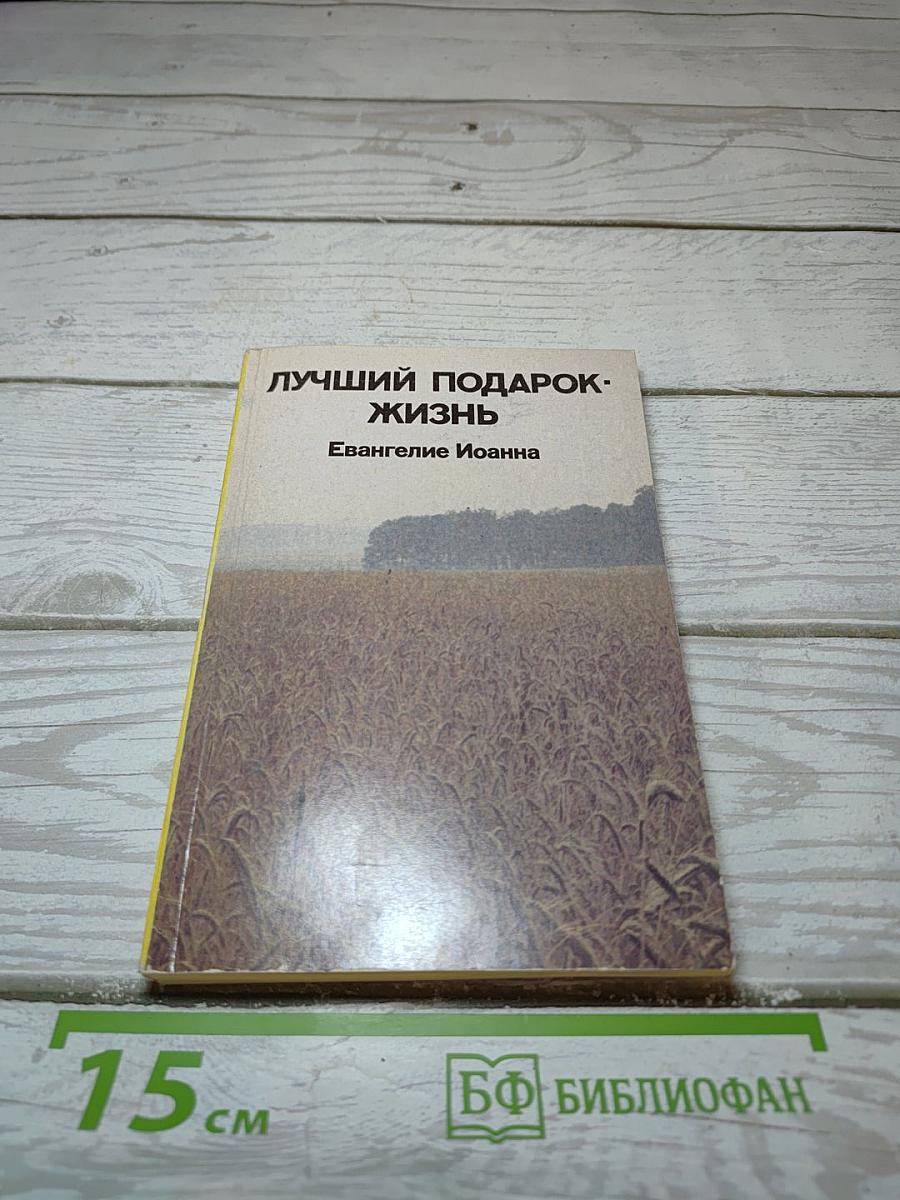 ЛУЧШИЙ ПОДАРОК-
ЖИЗНЬ
Евангелие Иоанна
15 см
БФ БИБЛИОФАН